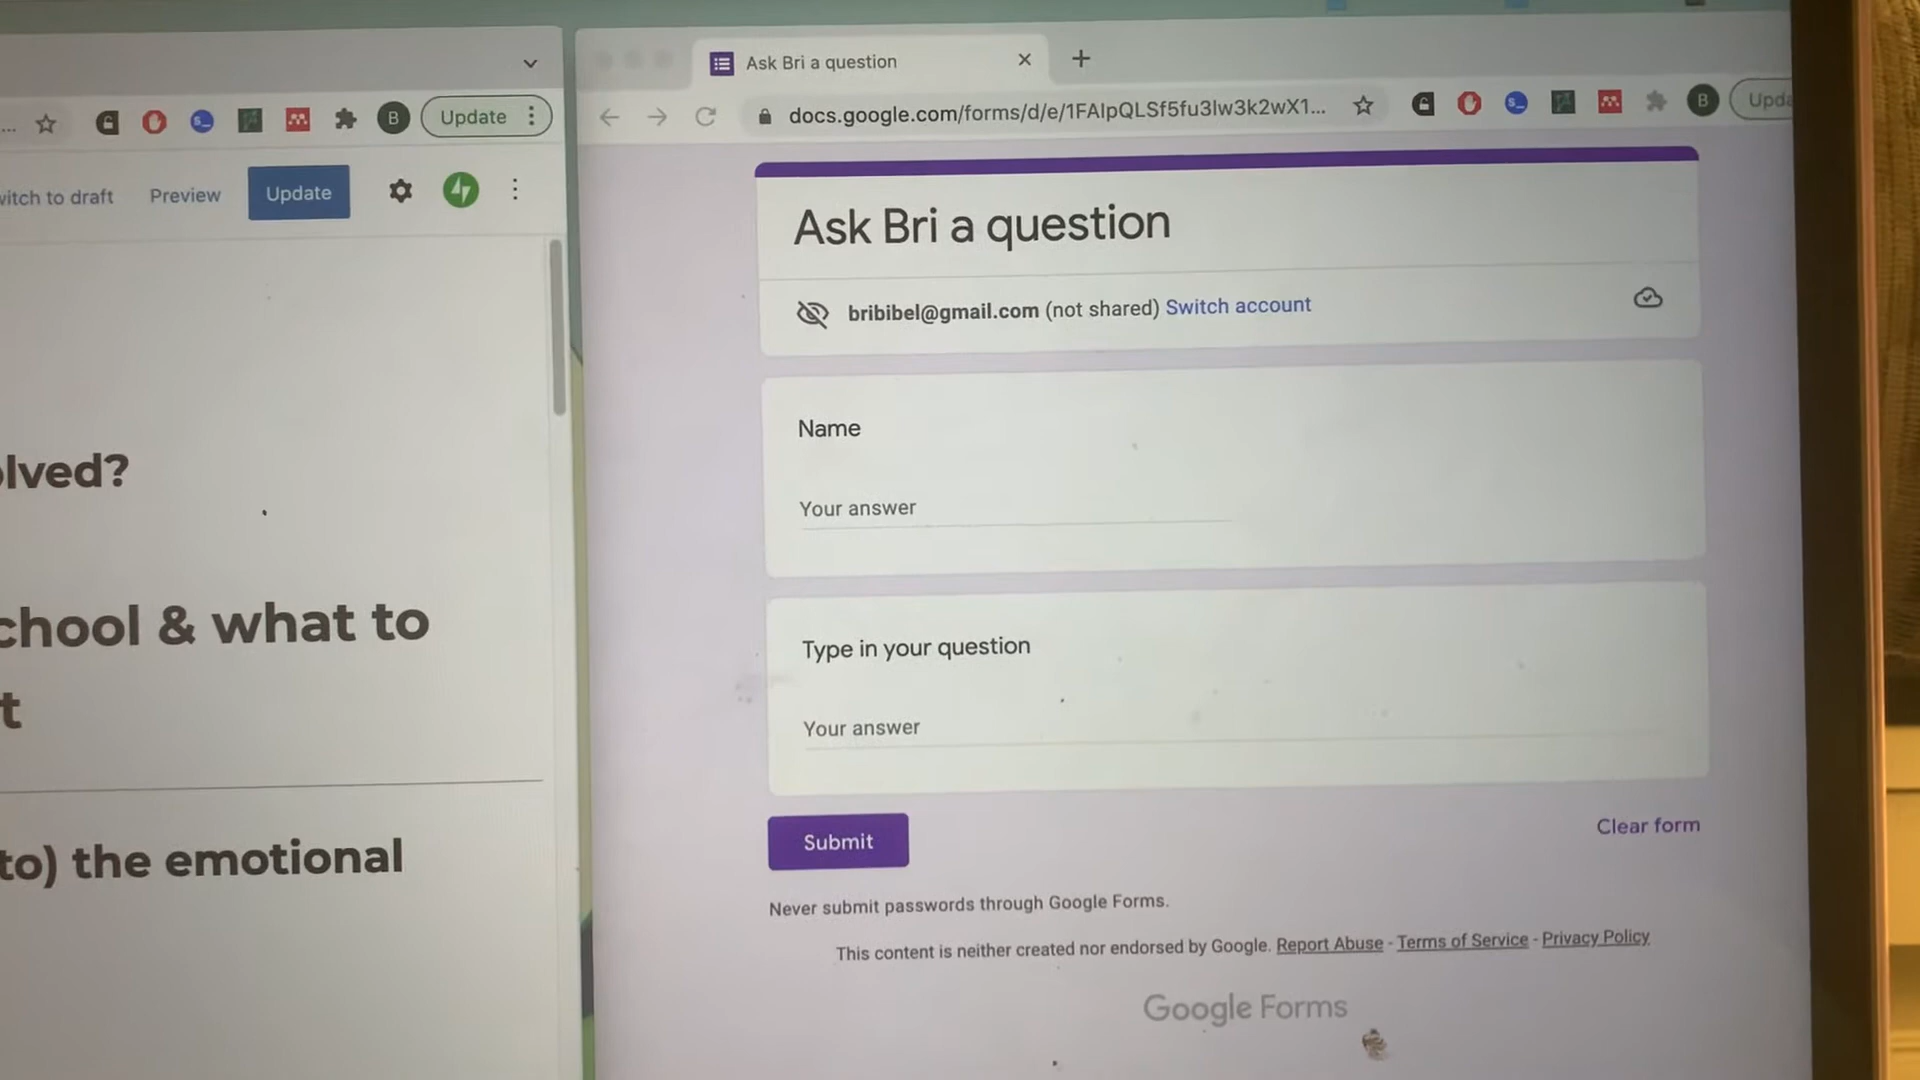 Update
witch to draft
Preview
Update
olved?
chool & what to
t
to) the emotional
Ask Bri a question
docs.google.com/forms/d/e/1FAIpQLSf5fu3lw3k2wX1...
B
B
Upda
Ask Bri a question
bribibel@gmail.com (not shared) Switch account
Name
Your answer
Type in your question
Your answer
Submit
Clear form
Never submit passwords through Google Forms.
This content is neither created nor endorsed by Google. Report Abuse - Terms of Service - Privacy Policy
Google Forms